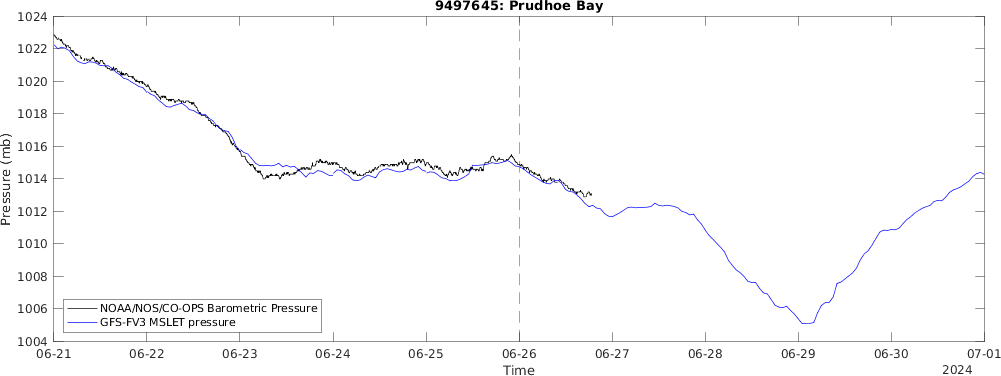 9497645: Prudhoe Bay
1024
1022
1020
1018
1016
1014
1012
1010
1008
1006
1004
Pressure (mb)
NOAA/NOS/CO-OPS Barometric Pressure
GFS-FV3 MSLET pressure
06-21 06-22 06-23 06-24 06-25 06-26 06-27 06-28 06-29 06-30 07-01
Time
2024